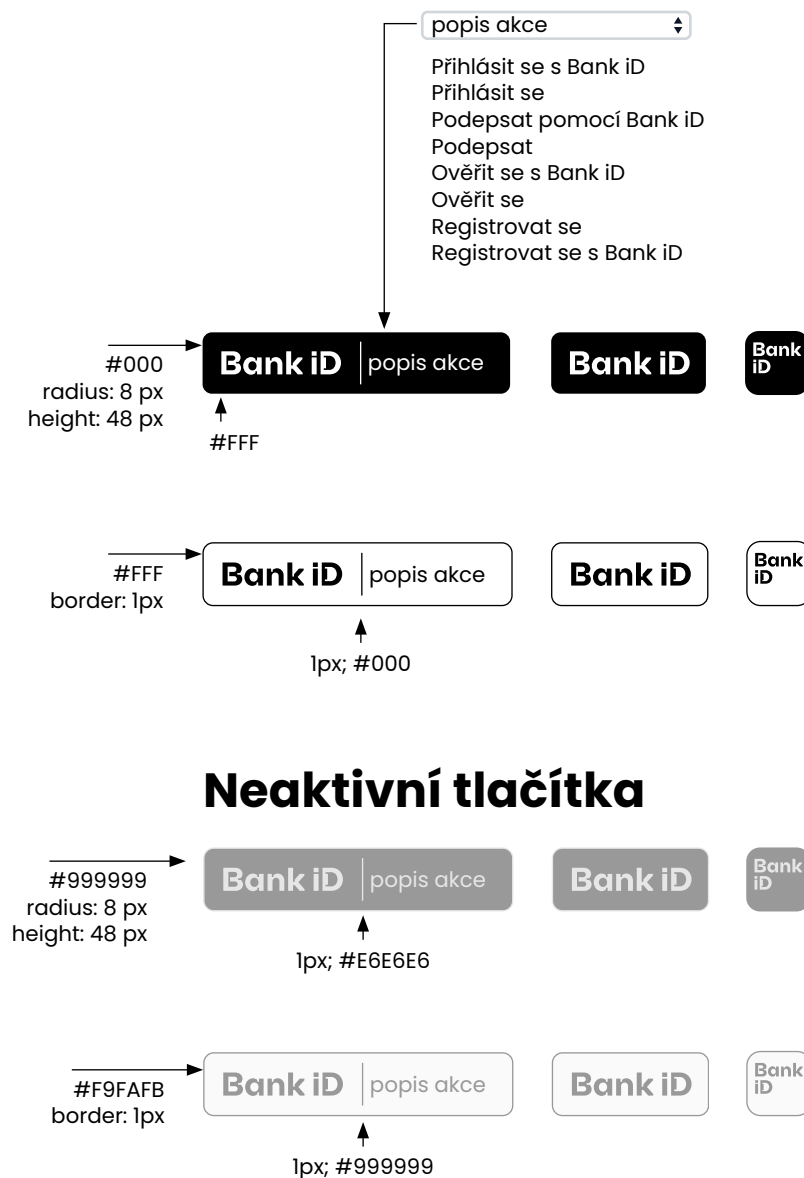 popis akce
Přihlásit se s Bank iD
Přihlásit se
Podepsat pomocí Bank iD
Podepsat
Ověřit se s Bank iD
Ověřit se
Registrovat se
Registrovat se s Bank iD
#000
radius: 8 px
height: 48 px
Bank iD popis akce
Bank iD
Bank
iD
#FFF
#FFF
border: 1px
Bank iD popis akce
Bank iD
Bank
iD
1px; #000
Neaktivní tlačítka
#999999
radius: 8 px
height: 48 px
Bank iD popis akce
Bank iD
Bank
iD
1px; #E6E6E6
#F9FAFB
border: 1px
Bank iD popis akce
Bank iD
Bank
iD
1px; #999999